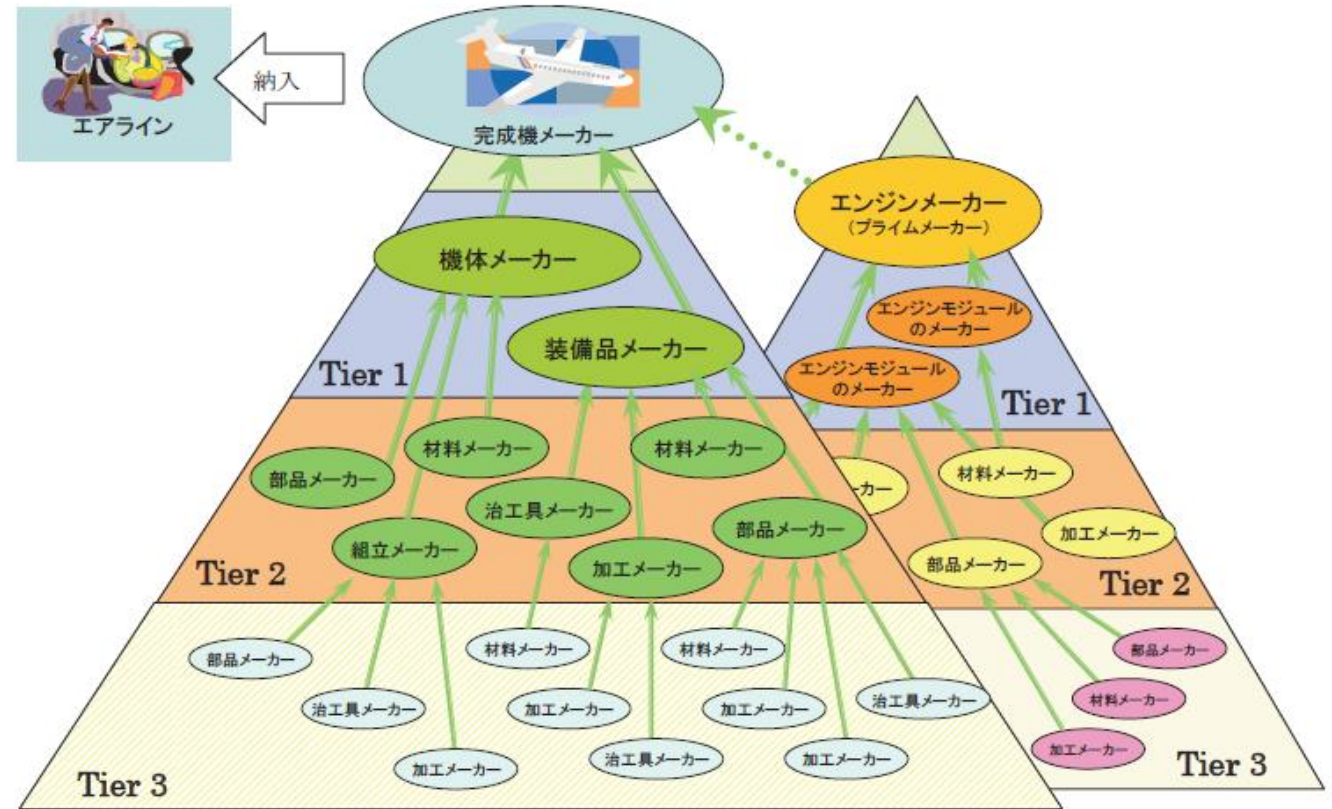 エアライン
納入
完成機メーカー
エンジンメーカー
(プライムメーカー)
機体メーカー
装備品メーカー
Tier 1
エンジンモジュール
のメーカー
エンジンモジュール
のメーカー
Tier 1
材料メーカー
材料メーカー
部品メーカー
治工具メーカー
部品メーカー
組立メーカー
加工メーカー
Tier 2
ーカー
材料メーカー
加工メーカー
部品メーカー
Tier 2
部品メーカー
材料メーカー
材料メーカー
治工具メーカー
加工メーカー
加工メーカー
治工具メーカー
加工メーカー
治工具メーカー
加工メーカー
Tier 3
部品メーカー
材料メーカー
加工メーカー
Tier 3